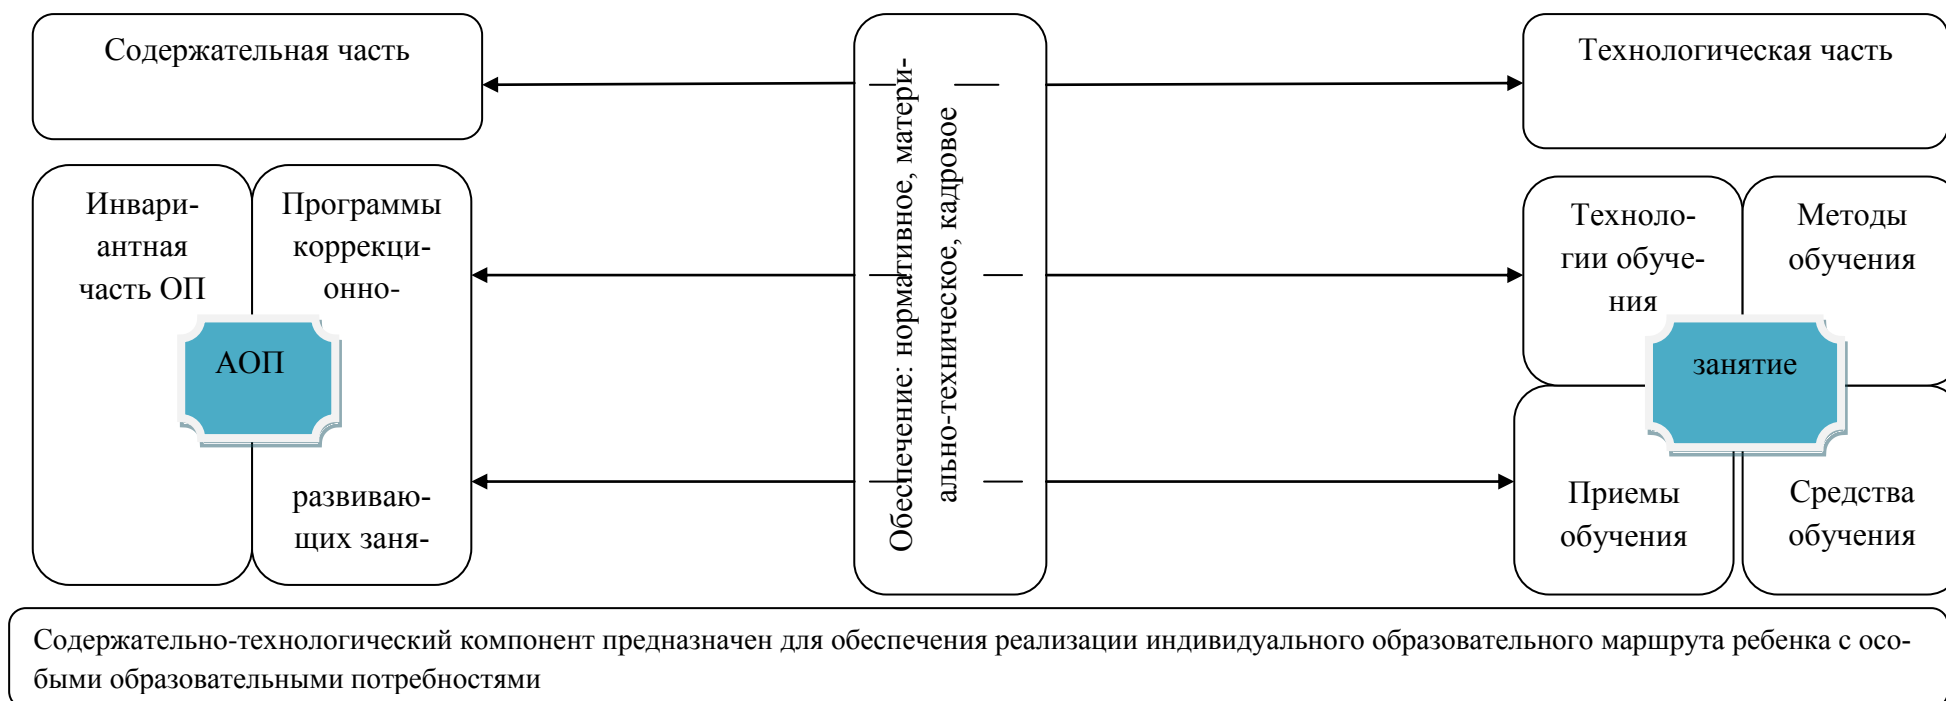 Содержательная часть
Технологическая часть
Обеспечение: нормативное, матери-
ально-техническое, кадровое
Инвари-
антная
часть ОП
Программы
коррекци-
онно-
развиваю-
щих заня-
АОП
Техноло-
гии обуче-
ния
Методы
обучения
занятие
Приемы
обучения
Средства
обучения
Содержательно-технологический компонент предназначен для обеспечения реализации индивидуального образовательного маршрута ребенка с осо-
быми образовательными потребностями